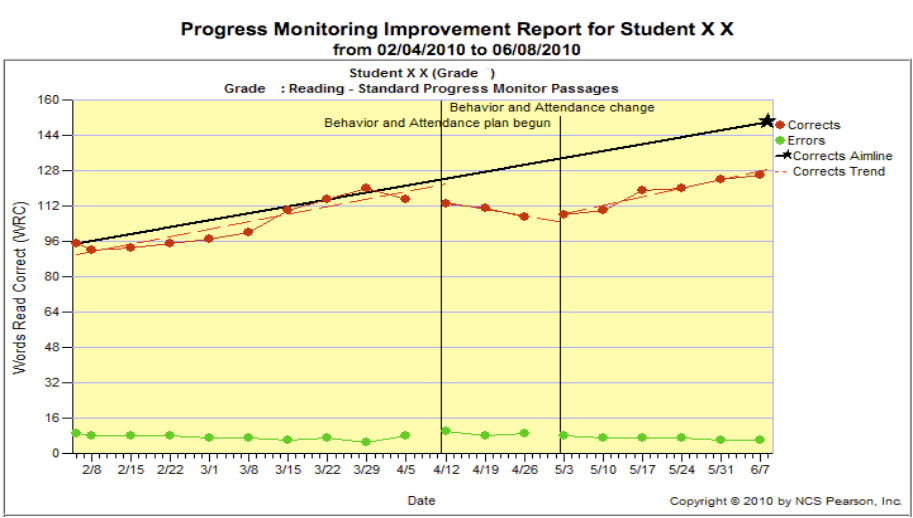 Progress Monitoring Improvement Report for Student X X
from 02/04/2010 to 06/08/2010
Student X X (Grade )
Grade : Reading - Standard Progress Monitor Passages
Behavior and Attendance change
Behavior and Attendance plan begun
Words Read Correct (WRC)
160
144
128
112
96
80
64
48
32
16
0
Corrects
Errors
Corrects Aimline
Corrects Trend
2/8 2/15 2/22 3/1 3/8 3/15 3/22 3/29 4/5 4/12 4/19 4/26 5/3 5/10 5/17 5/24 5/31 6/7
Date
Copyright © 2010 by NCS Pearson, Inc.